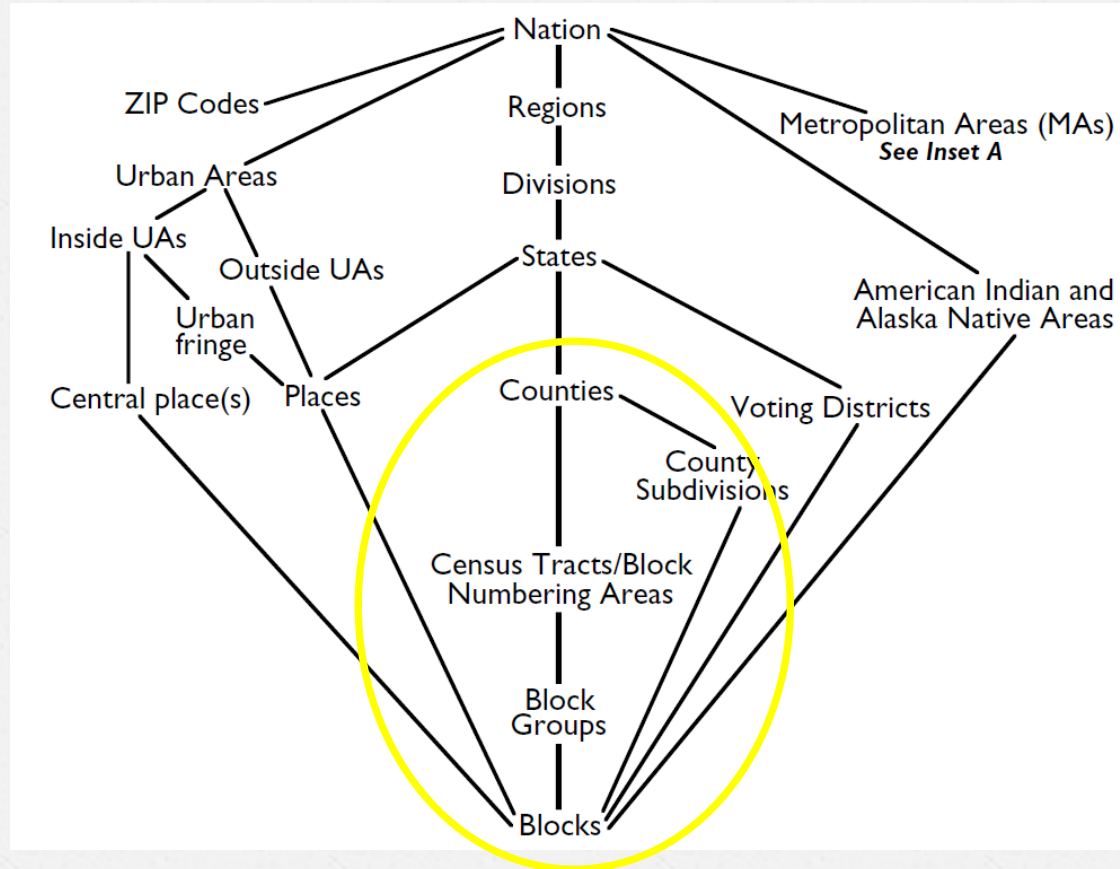 Nation
ZIP Codes
Regions
Metropolitan Areas (MAs)
See Inset A
Urban Areas
Divisions
Inside UAs
Outside UAs
States
American Indian and
Alaska Native Areas
Urban
fringe
Central place(s)
Places
Counties
Voting Districts
County
Subdivisions
Census Tracts/Block
Numbering Areas
Block
Groups
Blocks